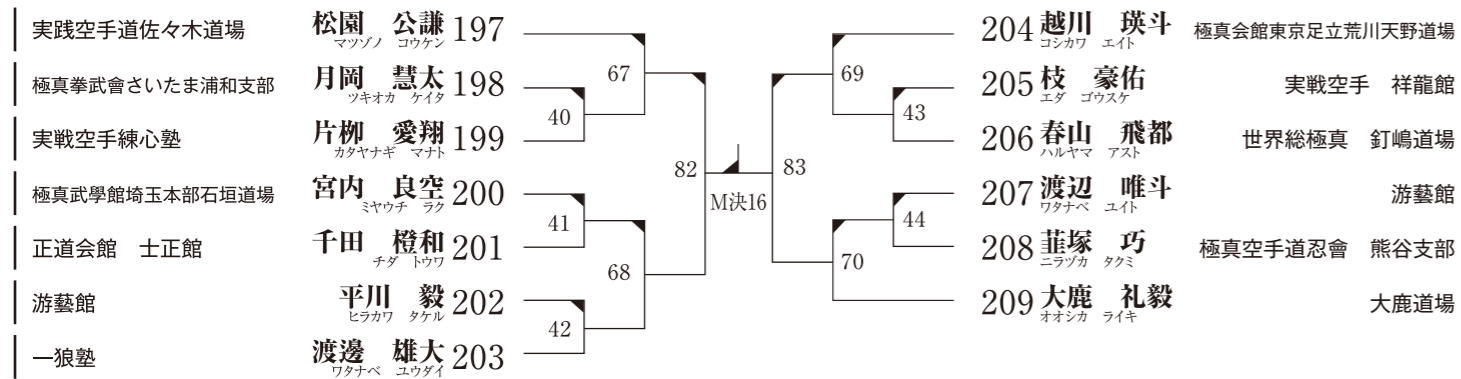 実践空手道佐々木道場 松園　公謙 197
マツゾノ　コウケン
極真拳武會さいたま浦和支部 月岡　慧太 198
ツキオカ　ケイタ
実戦空手練心塾 片栁　愛翔 199
カタヤナギ　マナト
極真武學館埼玉本部石垣道場 宮内　良空 200
ミヤウチ　ラク
正道会館　士正館 千田　橙和 201
チダ　トウワ
游藝館 平川　毅 202
ヒラカワ　タケル
一狼塾 渡邊　雄大 203
ワタナベ　ユウダイ
67
40
82
41
68
42
M決16
83
69
43
44
70
204 越川　瑛斗 極真会館東京足立荒川天野道場
コシカワ　エイト
205 枝　豪佑 実戦空手　祥龍館
エダ　ゴウスケ
206 春山　飛都 世界総極真　釘嶋道場
ハルヤマ　アスト
207 渡辺　唯斗 游藝館
ワタナベ　ユイト
208 韮塚　巧 極真空手道忍會　熊谷支部
ニラヅカ　タクミ
209 大鹿　礼毅 大鹿道場
オオシカ　ライキ